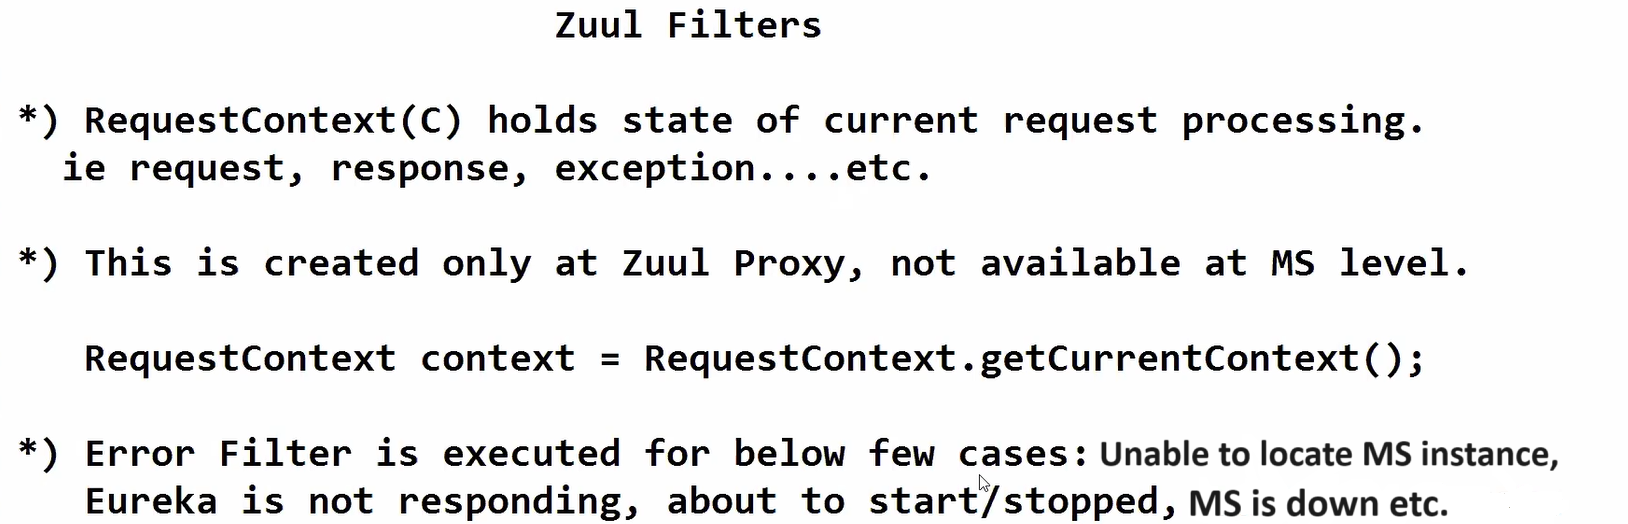 Zuul Filters
*) RequestContext(C) holds state of current request processing.
ie request, response, exception....etc.
*) This is created only at Zuul Proxy, not available at MS level.
RequestContext context = RequestContext.getCurrentContext();
*) Error Filter is executed for below few cases: Unable to locate MS instance,
Eureka is not responding, about to start/stopped, MS is down etc.